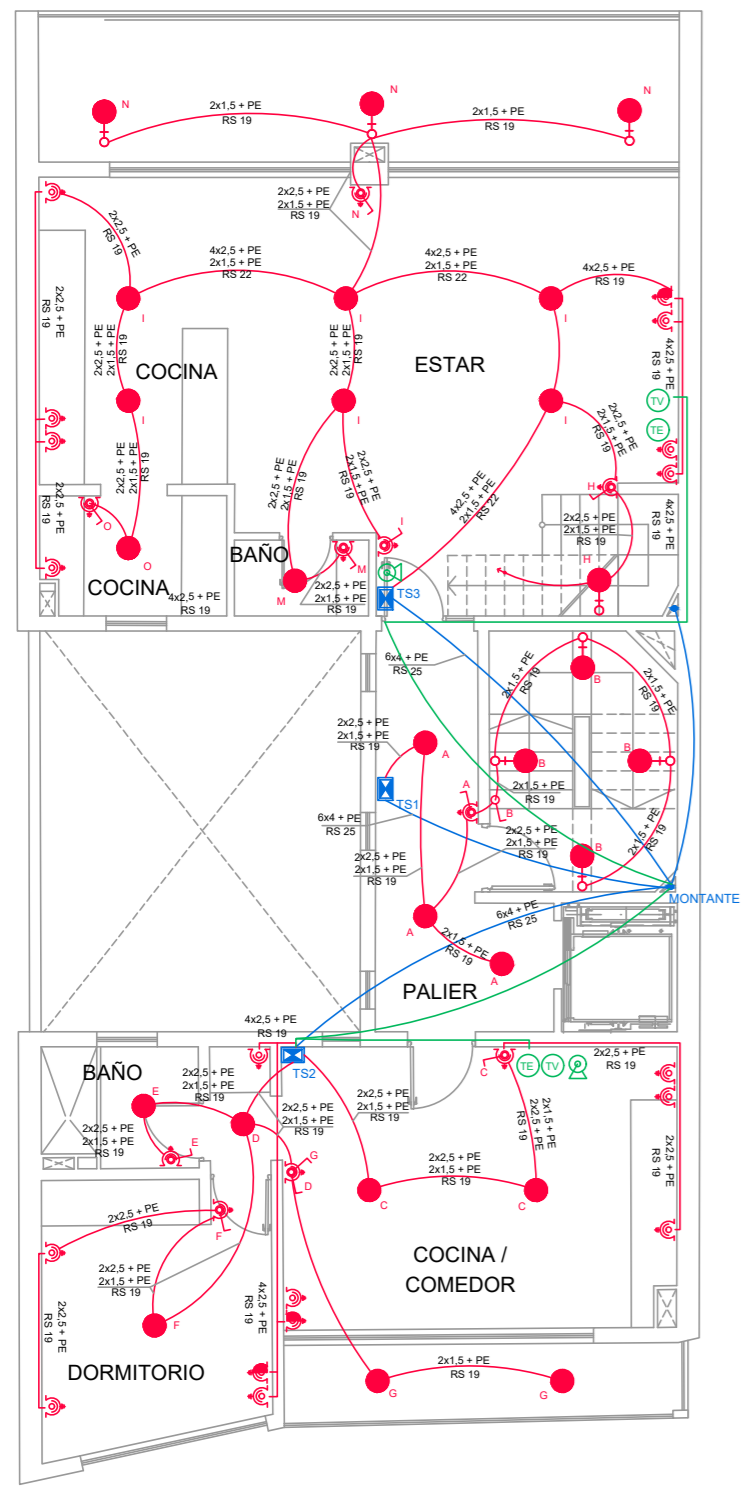 N
N
N
2x1,5 + PE
RS 19
2x1,5 + PE
RS 19
2x2,5 + PE
2x1,5 + PE
RS 19
N
2x2,5 + PE
RS 19
4x2,5 + PE
2x1,5 + PE
RS 22
4x2,5 + PE
2x1,5 + PE
RS 22
4x2,5 + PE
RS 19
I
I
I
2x2,5 + PE
RS 19
2x2,5 + PE
2x1,5 + PE
RS 19
COCINA
2x2,5 + PE
2x1,5 + PE
RS 19
ESTAR
4x2,5 + PE
RS 19
TV
TE
I
I
I
2x2,5 + PE
2x1,5 + PE
RS 19
2x2,5 + PE
2x1,5 + PE
RS 19
2x2,5 + PE
2x1,5 + PE
RS 19
2x2,5 + PE
2x1,5 + PE
RS 19
4x2,5 + PE
2x1,5 + PE
RS 22
H
2x2,5 + PE
RS 19
O
O
I
2x2,5 + PE
2x1,5 + PE
RS 19
4x2,5 + PE
RS 19
BAÑO
M
M
H
COCINA
4x2,5 + PE
RS 19
2x2,5 + PE
2x1,5 + PE
RS 19
TS3
6x4 + PE
RS 25
2x1,5 + PE
RS 19
B
2x1,5 + PE
RS 19
2x2,5 + PE
2x1,5 + PE
RS 19
A
B
B
TS1
A
B
2x1,5 + PE
RS 19
6x4 + PE
RS 25
2x2,5 + PE
2x1,5 + PE
RS 19
2x2,5 + PE
2x1,5 + PE
RS 19
B
2x1,5 + PE
RS 19
MONTANTE
A
6x4 + PE
RS 25
2x1,5 + PE
RS 19
A
PALIER
4x2,5 + PE
RS 19
BAÑO
TS2
C
TE
TV
2x2,5 + PE
RS 19
2x2,5 + PE
2x1,5 + PE
RS 19
E
D
2x2,5 + PE
2x1,5 + PE
RS 19
2x2,5 + PE
2x1,5 + PE
RS 19
2x1,5 + PE
2x2,5 + PE
RS 19
2x2,5 + PE
2x1,5 + PE
RS 19
E
G
D
2x2,5 + PE
2x1,5 + PE
RS 19
2x2,5 + PE
RS 19
C
C
2x2,5 + PE
RS 19
F
COCINA /
COMEDOR
2x2,5 + PE
2x1,5 + PE
RS 19
2x2,5 + PE
RS 19
4x2,5 + PE
RS 19
F
DORMITORIO
2x1,5 + PE
RS 19
G
G